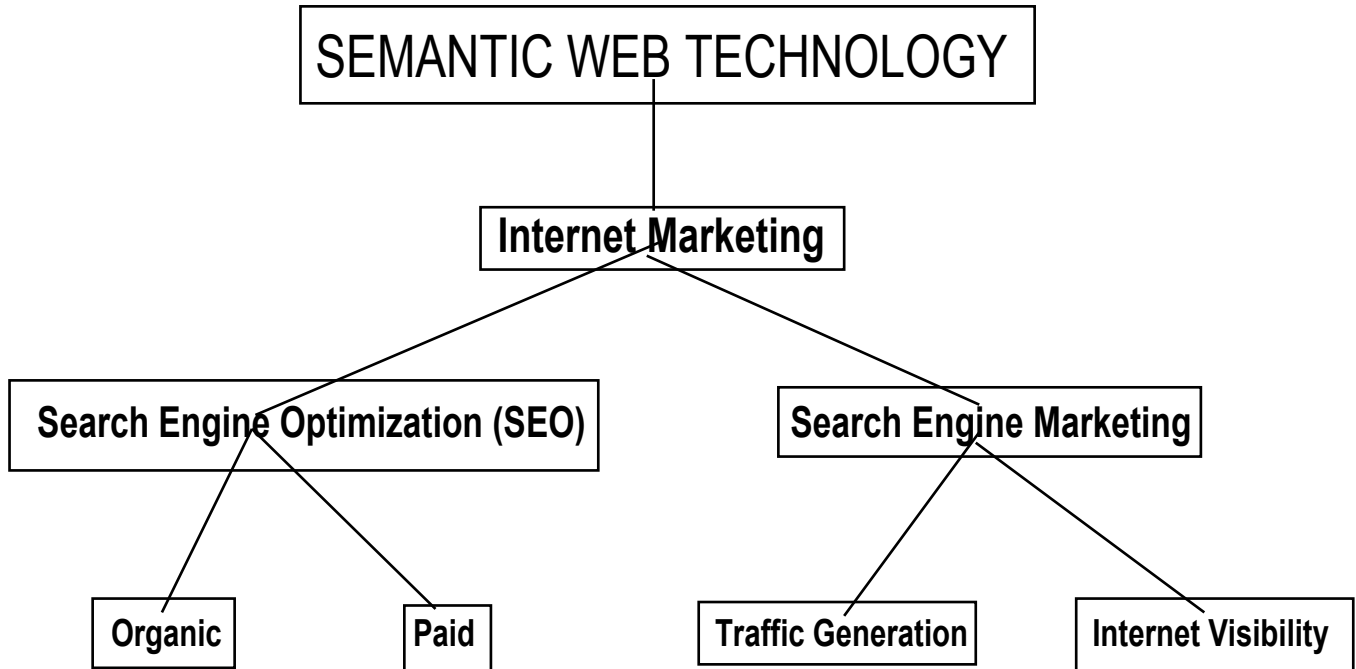 SEMANTIC WEB TECHNOLOGY
Internet Marketing
Search Engine Optimization (SEO)
Search Engine Marketing
Organic
Paid
Traffic Generation
Internet Visibility